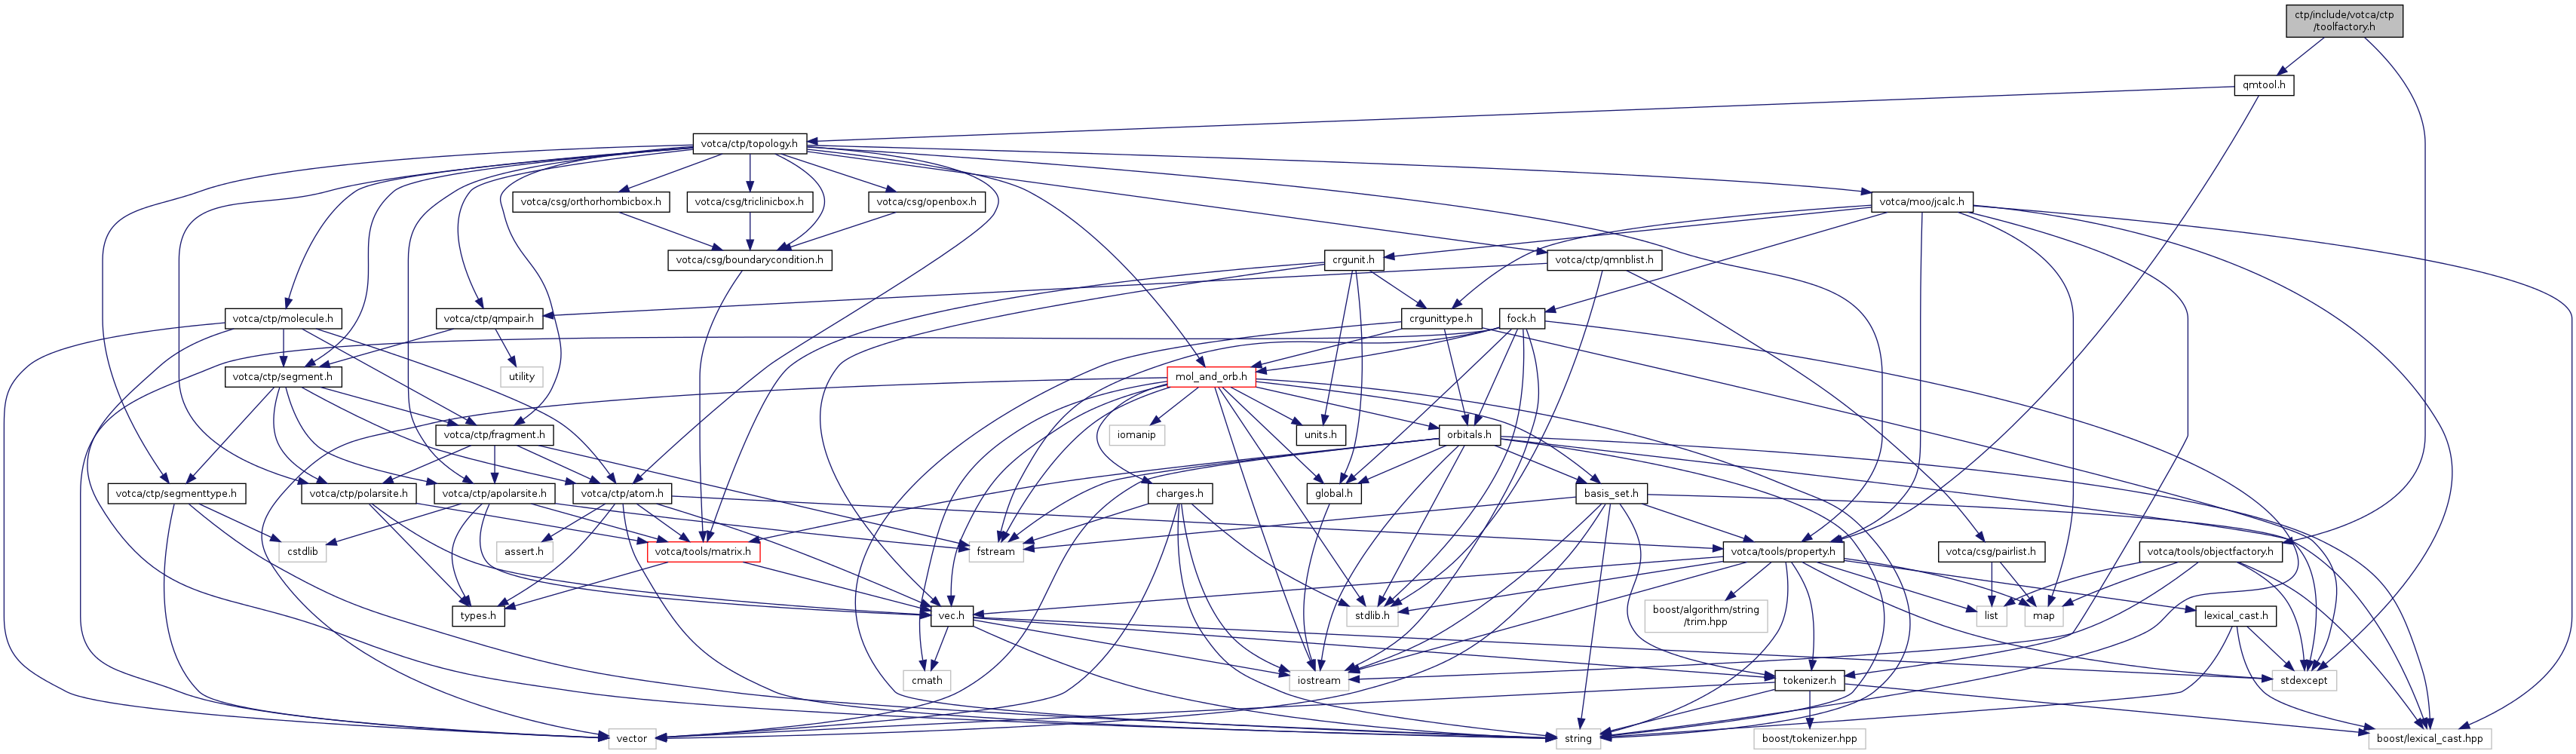 ctp/include/votca/ctp
/toolfactory.h
qmtool.h
votca/ctp/topology.h
votca/csg/orthorhombicbox.h
votca/csg/triclinicbox.h
votca/csg/openbox.h
votca/moo/jcalc.h
votca/csg/boundarycondition.h
crgunit.h
votca/ctp/qmnblist.h
votca/ctp/molecule.h
votca/ctp/qmpair.h
crgunittype.h
fock.h
votca/ctp/segment.h
utility
mol_and_orb.h
votca/ctp/fragment.h
iomanip
units.h
orbitals.h
votca/ctp/segmenttype.h
votca/ctp/polarsite.h
votca/ctp/apolarsite.h
votca/ctp/atom.h
charges.h
global.h
basis_set.h
cstdlib
assert.h
votca/tools/matrix.h
fstream
votca/tools/property.h
votca/csg/pairlist.h
votca/tools/objectfactory.h
types.h
vec.h
stdlib.h
boost/algorithm/string
/trim.hpp
list
map
lexical_cast.h
cmath
iostream
tokenizer.h
stdexcept
vector
string
boost/tokenizer.hpp
boost/lexical_cast.hpp